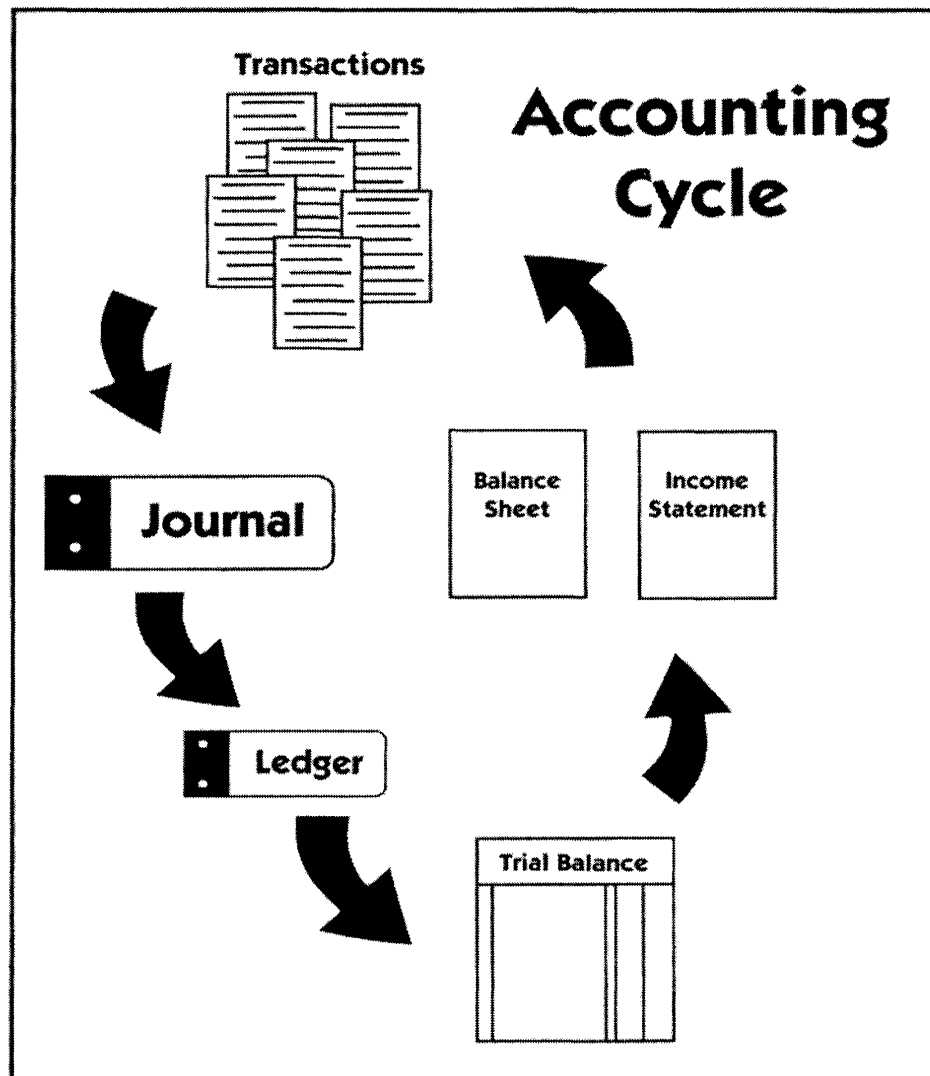 Transactions
Accounting
Cycle
Journal
Balance
Sheet
Income
Statement
Ledger
Trial Balance